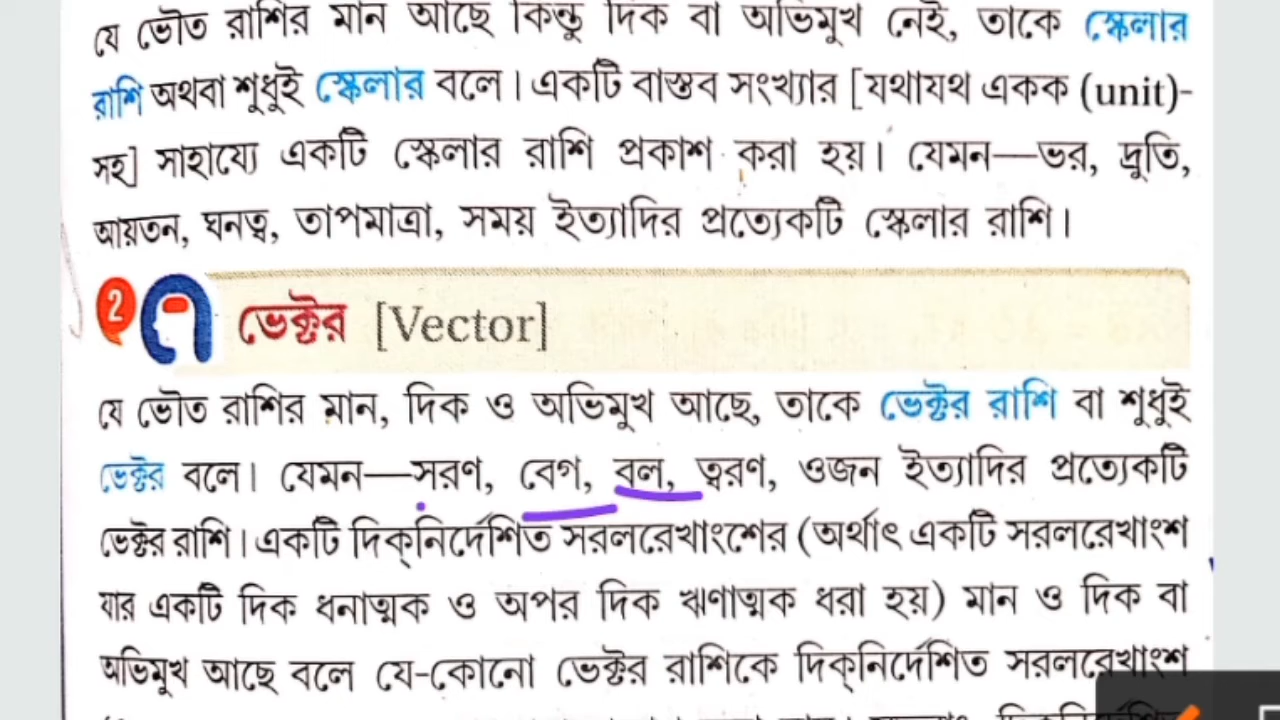 যে ভৌত রাশির মান আছে কিন্তু দিক বা অভিমুখ নেই, তাকে স্কেলার
রাশি অথবা শুধুই স্কেলার বলে। একটি বাস্তব সংখ্যার [যথাযথ একক (unit)-
সহ] সাহায্যে একটি স্কেলার রাশি প্রকাশ করা হয়। যেমন—ভর, দ্রুতি,
আয়তন, ঘনত্ব, তাপমাত্রা, সময় ইত্যাদির প্রত্যেকটি স্কেলার রাশি।
2 ভেক্টর [Vector]
যে ভৌত রাশির মান, দিক ও অভিমুখ আছে, তাকে ভেক্টর রাশি বা শুধুই
ভেক্টর বলে। যেমন—সরণ, বেগ, বল, ত্বরণ, ওজন ইত্যাদির প্রত্যেকটি
ভেক্টর রাশি। একটি দিক্‌নির্দেশিত সরলরেখাংশের (অর্থাৎ একটি সরলরেখাংশ
যার একটি দিক ধনাত্মক ও অপর দিক ঋণাত্মক ধরা হয়) মান ও দিক বা
অভিমুখ আছে বলে যে-কোনো ভেক্টর রাশিকে দিক্‌নির্দেশিত সরলরেখাংশ